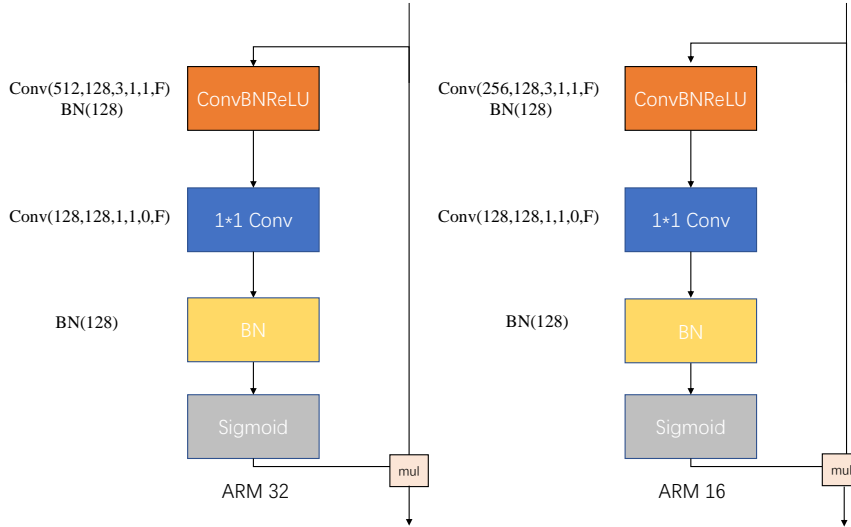 Conv(512,128,3,1,1,F)
BN(128)
ConvBNReLU
Conv(128,128,1,1,0,F)
1*1 Conv
BN(128)
BN
Sigmoid
mul
ARM 32
Conv(256,128,3,1,1,F)
BN(128)
ConvBNReLU
Conv(128,128,1,1,0,F)
1*1 Conv
BN(128)
BN
Sigmoid
mul
ARM 16